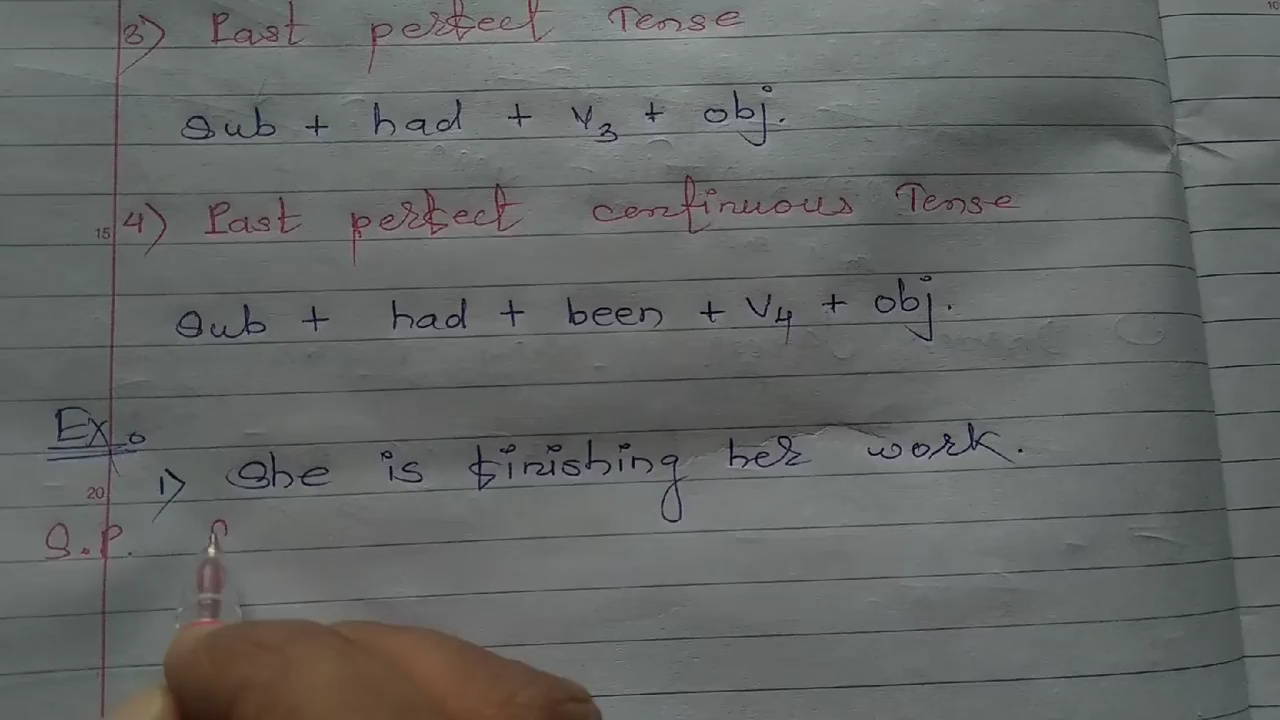 3) Past perfect Tense
Sub + had + V3 + obj.
15 4) Past perfect continuous Tense
Sub + had + been + V4 + obj.
Ex.
20 1) She is finishing her work.
S.P.